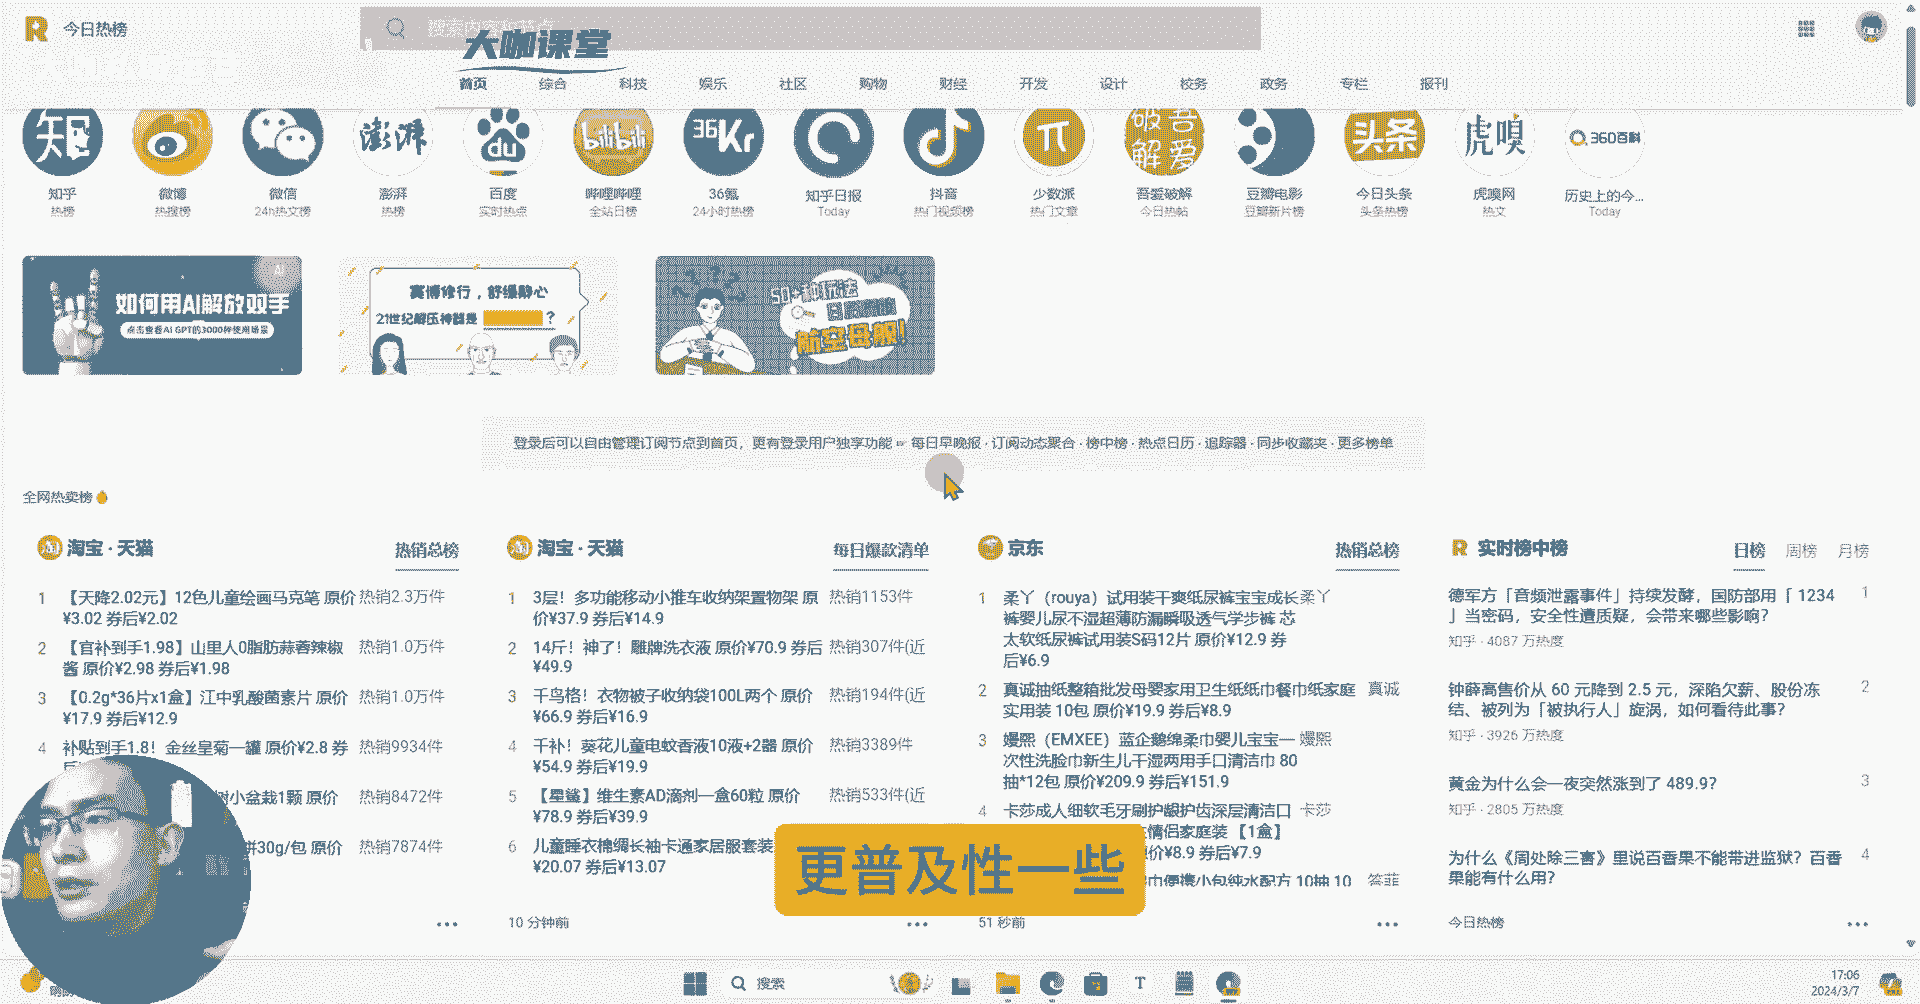 今日热榜
大咖课堂
首页 综合 科技 娱乐 社区 购物 财经 开发 设计 校务 政务 专栏 报刊
知 bilibili 36Kr 澎湃 du 头条 虎嗅 360百科
知乎 微博 微信 澎湃 百度 哔哩哔哩 36氪 知乎日报 抖音 少数派 吾爱破解 豆瓣电影 今日头条 虎嗅网 历史上的今...
热榜 热搜榜 24h热文榜 热榜 实时热点 全站日榜 24小时热榜 Today 热门视频榜 热门文章 今日热帖 豆瓣新片榜 头条热榜 热文 Today
如何用AI解放双手
点击查看AI GPT的3000种使用场景
赛博修行，舒缓静心
21世纪解压神器是 ？
50+种玩法
航空母舰!
登录后可以自由管理订阅节点到首页，更有登录用户独享功能 ☞ 每日早晚报 · 订阅动态聚合 · 榜中榜 · 热点日历 · 追踪器 · 同步收藏夹 · 更多榜单
全网热卖榜
淘宝 · 天猫 热销总榜
1 【天降2.02元】12色儿童绘画马克笔 原价 热销2.3万件
¥3.02 券后¥2.02
2 【官补到手1.98】山里人0脂肪蒜蓉辣椒 热销1.0万件
酱 原价¥2.98 券后¥1.98
3 【0.2g*36片x1盒】江中乳酸菌素片 原价 热销1.0万件
¥17.9 券后¥12.9
4 补贴到手1.8！金丝皇菊一罐 原价¥2.8 券 热销9934件
树小盆栽1颗 原价 热销8472件
拼30g/包 原价 热销7874件
淘宝 · 天猫 每日爆款清单
1 3层！多功能移动小推车收纳架置物架 原 热销1153件
价¥37.9 券后¥14.9
2 14斤！神了！雕牌洗衣液 原价¥70.9 券后 热销307件(近
¥49.9
3 千鸟格！衣物被子收纳袋100L两个 原价 热销194件(近
¥66.9 券后¥16.9
4 千补！葵花儿童电蚊香液10液+2器 原价 热销3389件
¥54.9 券后¥19.9
5 【星鲨】维生素AD滴剂一盒60粒 原价 热销533件(近
¥78.9 券后¥39.9
6 儿童睡衣棉绸长袖卡通家居服套装
¥20.07 券后¥13.07
10 分钟前
京东 热销总榜
1 柔丫（rouya）试用装干爽纸尿裤宝宝成长 柔丫
裤婴儿尿不湿超薄防漏瞬吸透气学步裤 芯
太软纸尿裤试用装S码12片 原价¥12.9 券
后¥6.9
2 真诚抽纸整箱批发母婴家用卫生纸纸巾餐巾纸家庭 真诚
实用装 10包 原价¥19.9 券后¥8.9
3 嫚熙（EMXEE）蓝企鹅绵柔巾婴儿宝宝一 嫚熙
次性洗脸巾新生儿干湿两用手口清洁巾 80
抽*12包 原价¥209.9 券后¥151.9
4 卡莎成人细软毛牙刷护龈护齿深层清洁口 卡莎
情侣家庭装 【1盒】
价¥8.9 券后¥7.9
巾便携小包纯水配方 10抽 10
51 秒前
实时榜中榜 日榜 周榜 月榜
德军方「音频泄露事件」持续发酵，国防部用「 1234 1
」当密码，安全性遭质疑，会带来哪些影响？
知乎 · 4087 万热度
钟薛高售价从 60 元降到 2.5 元，深陷欠薪、股份冻 2
结、被列为「被执行人」旋涡，如何看待此事？
知乎 · 3926 万热度
黄金为什么会一夜突然涨到了 489.9？ 3
知乎 · 2805 万热度
为什么《周处除三害》里说百香果不能带进监狱？百香 4
果能有什么用？
今日热榜
更普及性一些
搜索
17:06
2024/3/7